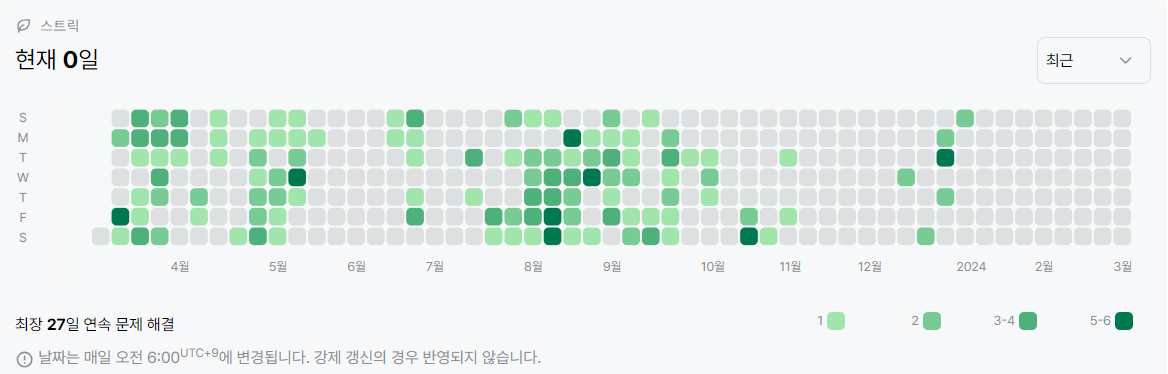 스트릭
현재 0일
최근
S
M
T
W
T
F
S
4월 5월 6월 7월 8월 9월 10월 11월 12월 2024 2월 3월
최장 27일 연속 문제 해결
1 2 3-4 5-6
날짜는 매일 오전 6:00UTC+9에 변경됩니다. 강제 갱신의 경우 반영되지 않습니다.